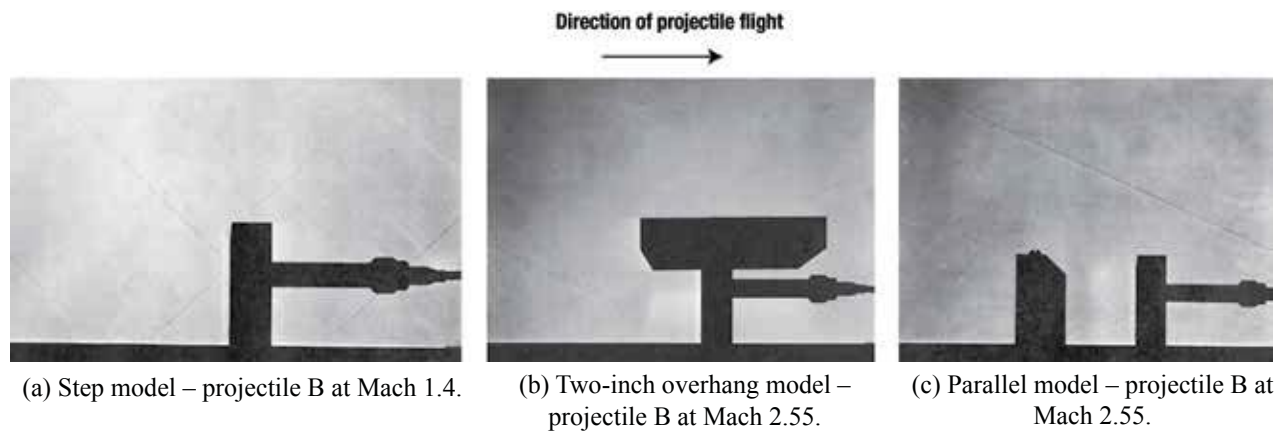 Direction of projectile flight
(a) Step model – projectile B at Mach 1.4.
(b) Two-inch overhang model –
projectile B at Mach 2.55.
(c) Parallel model – projectile B at
Mach 2.55.